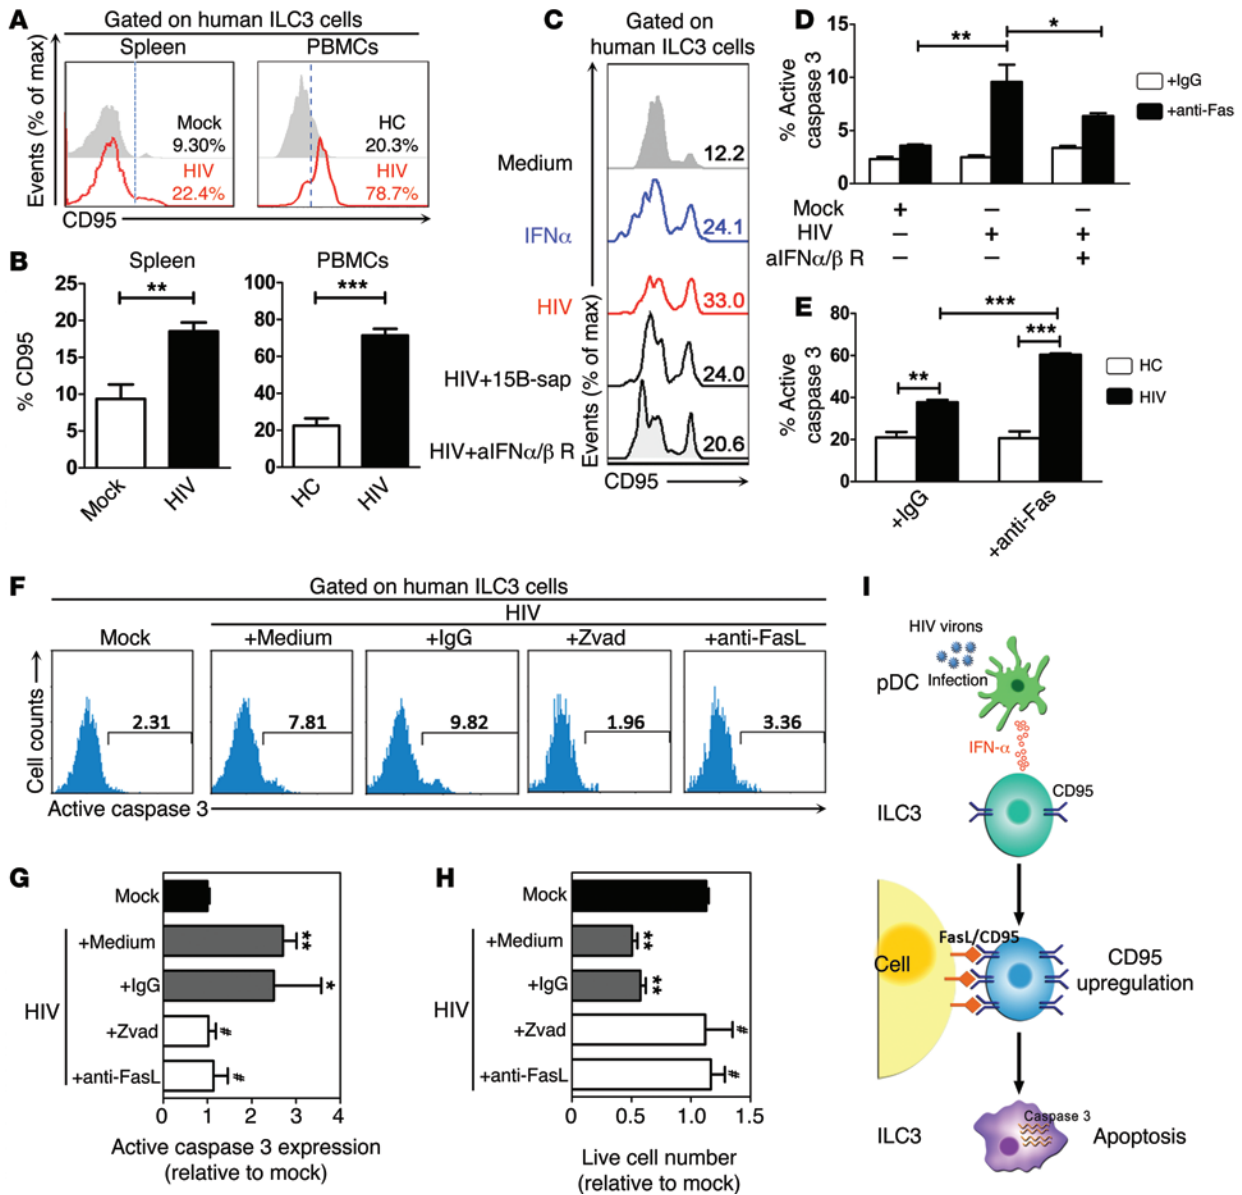 A
Gated on human ILC3 cells
Spleen
PBMCs
Events (% of max)
Mock
9.30%
HIV
22.4%
HC
20.3%
HIV
78.7%
CD95
B
Spleen
PBMCs
% CD95
25
20
15
10
5
0
**
Mock
HIV
100
80
60
40
20
0
***
HC
HIV
C
Gated on
human ILC3 cells
Medium
12.2
IFNα
24.1
HIV
33.0
HIV+15B-sap
24.0
HIV+aIFNα/β R
20.6
Events (% of max)
CD95
D
% Active
caspase 3
15
10
5
0
**
*
+IgG
+anti-Fas
Mock + − −
HIV − + +
aIFNα/β R − − +
E
% Active
caspase 3
80
60
40
20
0
**
***
***
HC
HIV
+IgG
+anti-Fas
F
Gated on human ILC3 cells
HIV
Mock
+Medium
+IgG
+Zvad
+anti-FasL
Cell counts
2.31
7.81
9.82
1.96
3.36
Active caspase 3
G
Mock
HIV
+Medium
**
+IgG
*
+Zvad
#
+anti-FasL
#
0 1 2 3 4
Active caspase 3 expression
(relative to mock)
H
Mock
HIV
+Medium
**
+IgG
**
+Zvad
#
+anti-FasL
#
0 0.5 1.0 1.5
Live cell number
(relative to mock)
I
HIV virons
pDC
Infection
IFN-α
CD95
ILC3
FasL/CD95
Cell
CD95
upregulation
Caspase 3
ILC3
Apoptosis